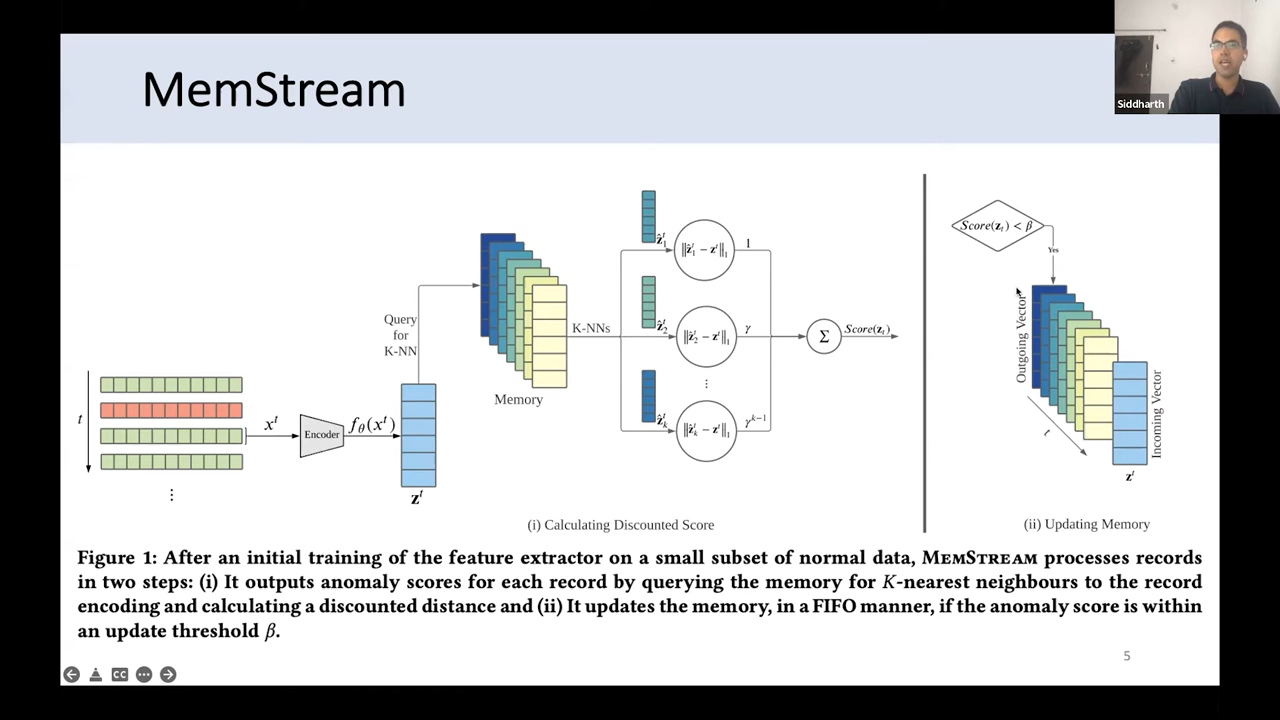 MemStream
Siddharth
t
x^t
Encoder
f_θ(x^t)
z^t
Query
for
K-NN
Memory
K-NNs
ẑ^t_1
||ẑ^t_1 − z^t||_1
1
ẑ^t_2
||ẑ^t_2 − z^t||_1
γ
⋮
ẑ^t_k
||ẑ^t_k − z^t||_1
γ^{k-1}
Σ
Score(z_t)
(i) Calculating Discounted Score
Score(z_t) < β
Yes
Outgoing Vector
t
Incoming Vector
z^t
(ii) Updating Memory
Figure 1: After an initial training of the feature extractor on a small subset of normal data, MEMSTREAM processes records
in two steps: (i) It outputs anomaly scores for each record by querying the memory for K-nearest neighbours to the record
encoding and calculating a discounted distance and (ii) It updates the memory, in a FIFO manner, if the anomaly score is within
an update threshold β.
5
CC